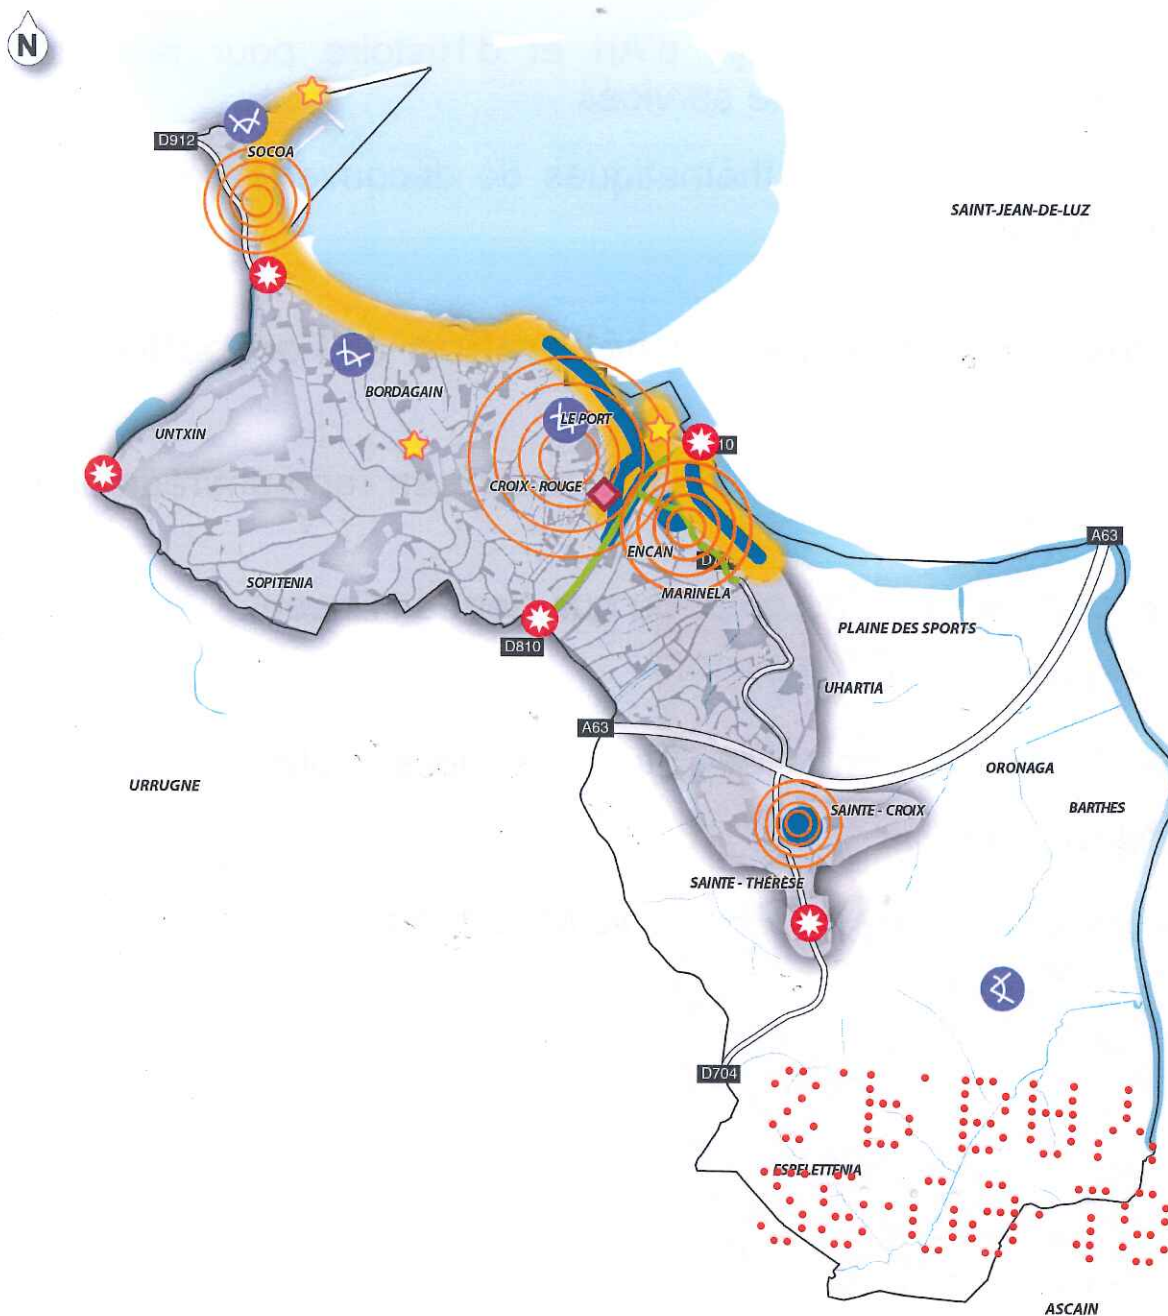 N
D912
SOCOA
SAINT-JEAN-DE-LUZ
BORDAGAIN
LE PORT
UNTXIN
10
CROIX - ROUGE
A63
ENCAN
SOPITENIA
MARINELA
PLAINE DES SPORTS
D810
UHARTIA
A63
ORONAGA
URRUGNE
BARTHES
SAINTE - CROIX
SAINTE - THÉRÈSE
D704
ESPELETTENIA
ASCAIN